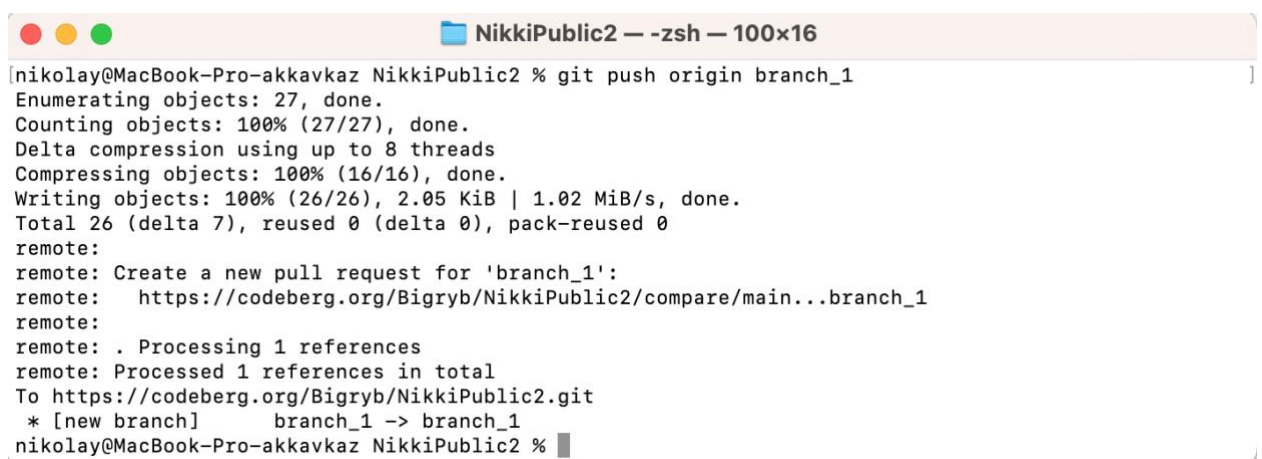 NikkiPublic2 — -zsh — 100×16
[nikolay@MacBook-Pro-akkavkaz NikkiPublic2 % git push origin branch_1 ]
Enumerating objects: 27, done.
Counting objects: 100% (27/27), done.
Delta compression using up to 8 threads
Compressing objects: 100% (16/16), done.
Writing objects: 100% (26/26), 2.05 KiB | 1.02 MiB/s, done.
Total 26 (delta 7), reused 0 (delta 0), pack-reused 0
remote:
remote: Create a new pull request for 'branch_1':
remote:   https://codeberg.org/Bigryb/NikkiPublic2/compare/main...branch_1
remote:
remote: . Processing 1 references
remote: Processed 1 references in total
To https://codeberg.org/Bigryb/NikkiPublic2.git
 * [new branch]      branch_1 -> branch_1
nikolay@MacBook-Pro-akkavkaz NikkiPublic2 %